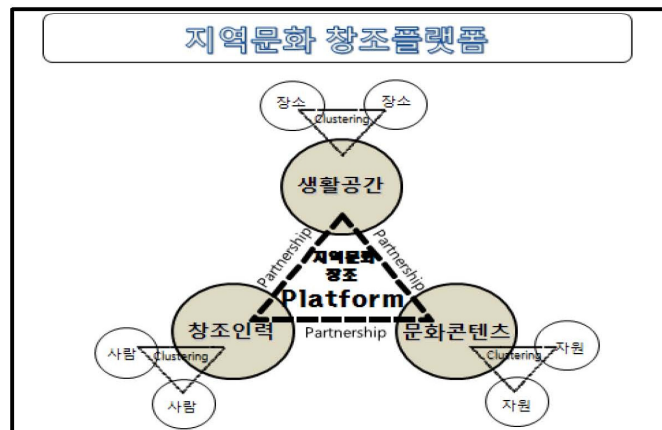 지역문화 창조플랫폼
장소
장소
Clustering
생활공간
Partnership
Partnership
지역문화
창조
Platform
창조인력
Partnership
문화콘텐츠
사람
Clustering
사람
Clustering
자원
자원